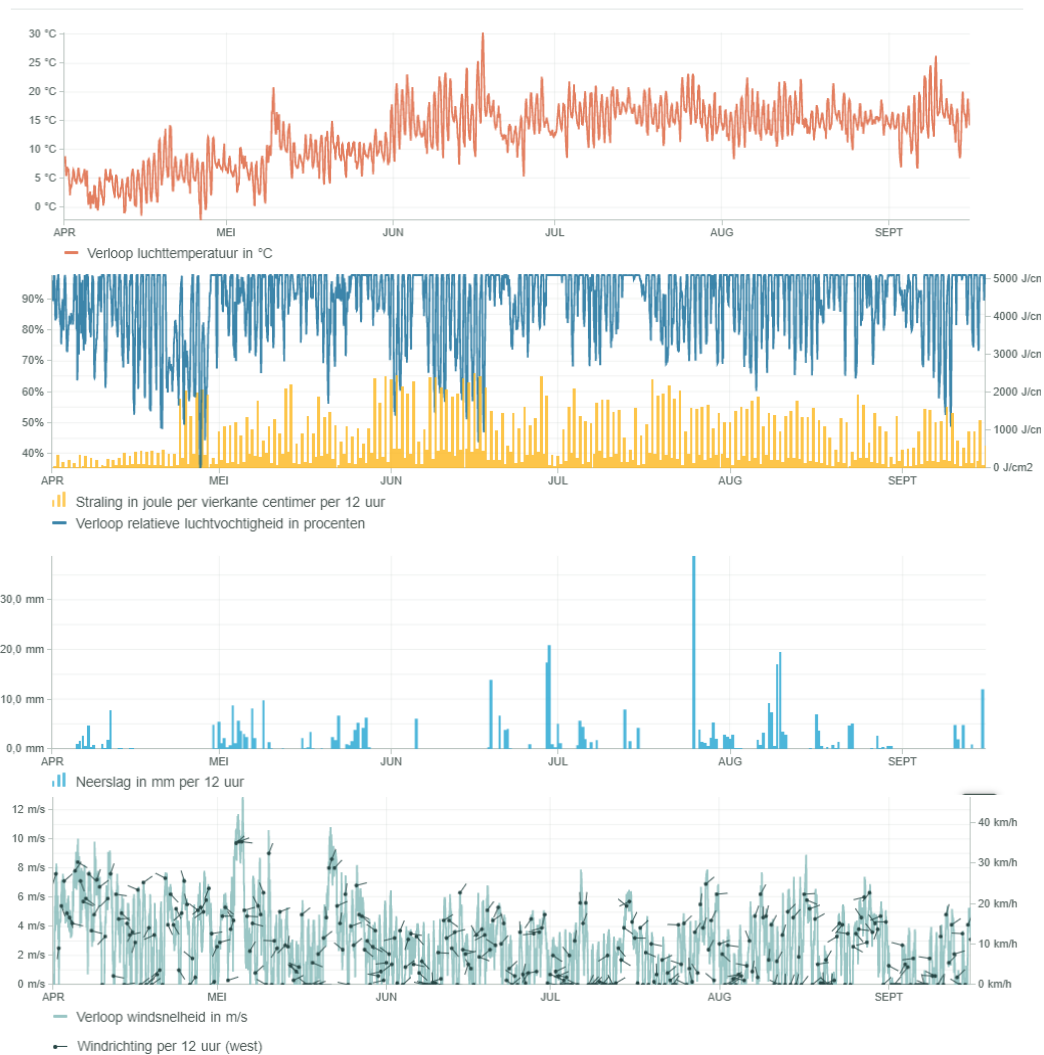 30 °C
25 °C
20 °C
15 °C
10 °C
5 °C
0 °C
APR MEI JUN JUL AUG SEPT
Verloop luchttemperatuur in °C
90%
80%
70%
60%
50%
40%
5000 J/cm
4000 J/cm
3000 J/cm
2000 J/cm
1000 J/cm
0 J/cm2
APR MEI JUN JUL AUG SEPT
Straling in joule per vierkante centimer per 12 uur
Verloop relatieve luchtvochtigheid in procenten
30,0 mm
20,0 mm
10,0 mm
0,0 mm
APR MEI JUN JUL AUG SEPT
Neerslag in mm per 12 uur
12 m/s
10 m/s
8 m/s
6 m/s
4 m/s
2 m/s
0 m/s
40 km/h
30 km/h
20 km/h
10 km/h
0 km/h
APR MEI JUN JUL AUG SEPT
Verloop windsnelheid in m/s
Windrichting per 12 uur (west)